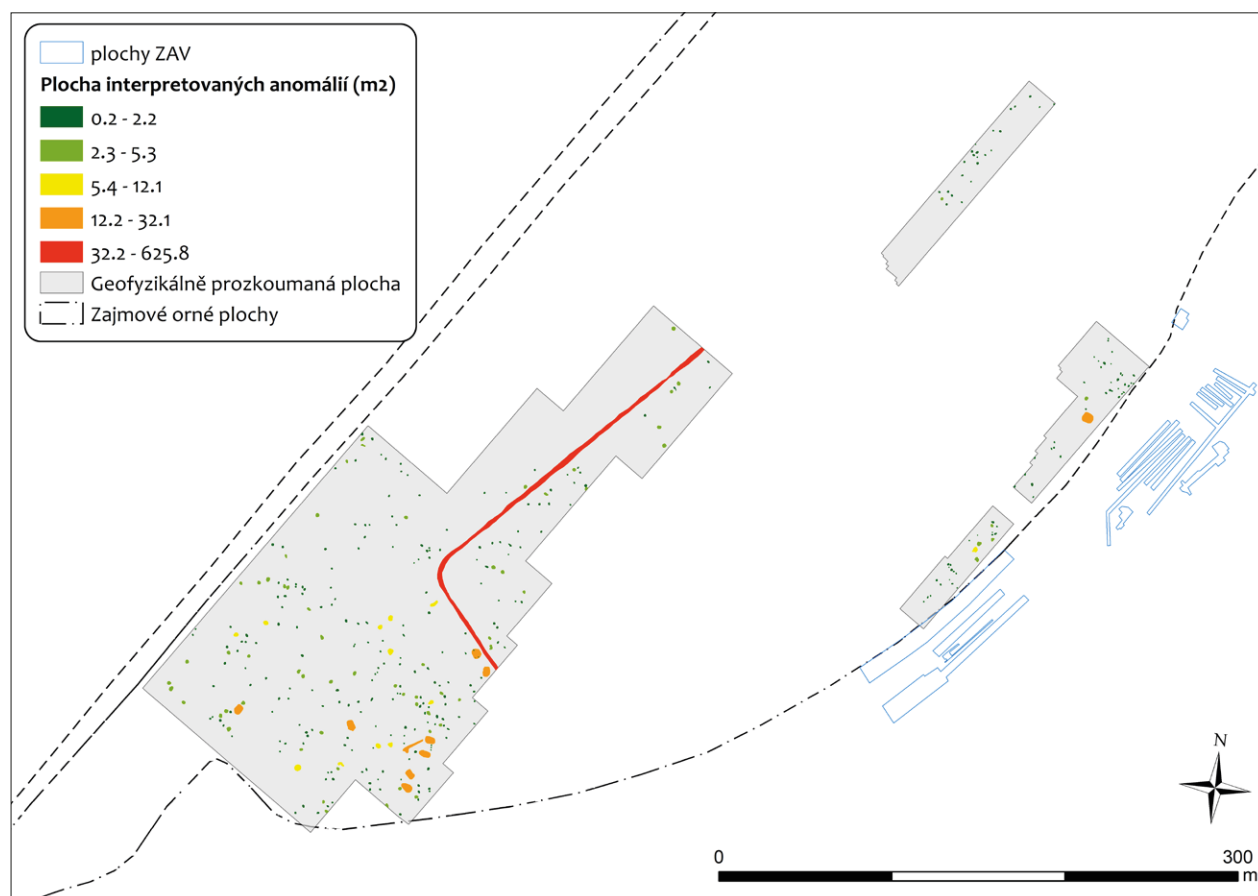 plochy ZAV
Plocha interpretovaných anomálií (m2)
0.2 - 2.2
2.3 - 5.3
5.4 - 12.1
12.2 - 32.1
32.2 - 625.8
Geofyzikálně prozkoumaná plocha
Zajmové orné plochy
N
0 300
m